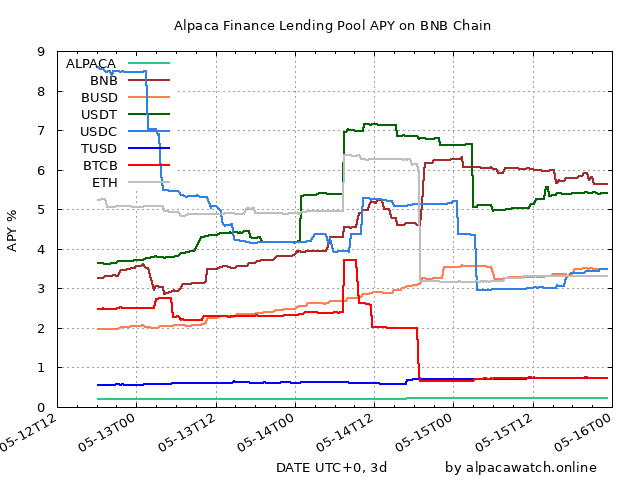 Alpaca Finance Lending Pool APY on BNB Chain
9
8
7
6
5
4
3
2
1
0
APY %
ALPACA
BNB
BUSD
USDT
USDC
TUSD
BTCB
ETH
05-12T12
05-13T00
05-13T12
05-14T00
05-14T12
05-15T00
05-15T12
05-16T00
DATE UTC+0, 3d
by alpacawatch.online